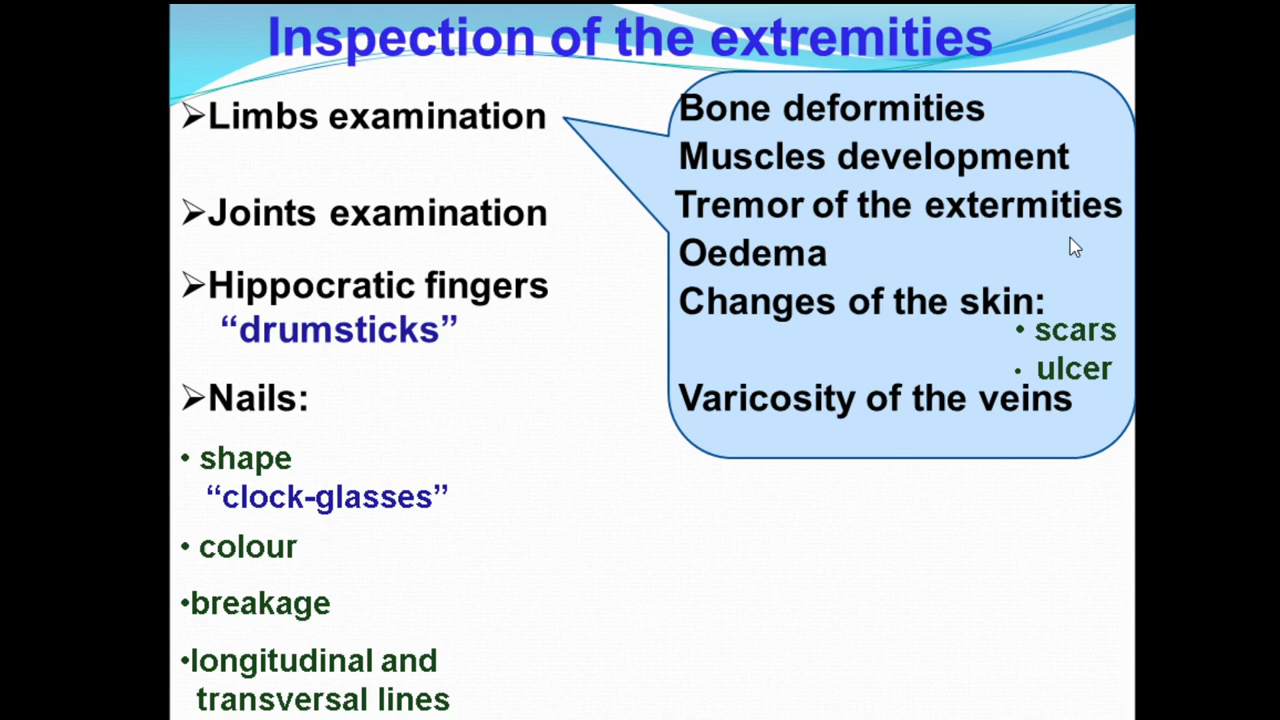 Inspection of the extremities
➢Limbs examination
➢Joints examination
➢Hippocratic fingers
“drumsticks”
➢Nails:
• shape
“clock-glasses”
• colour
•breakage
•longitudinal and
transversal lines
Bone deformities
Muscles development
Tremor of the extermities
Oedema
Changes of the skin:
• scars
• ulcer
Varicosity of the veins